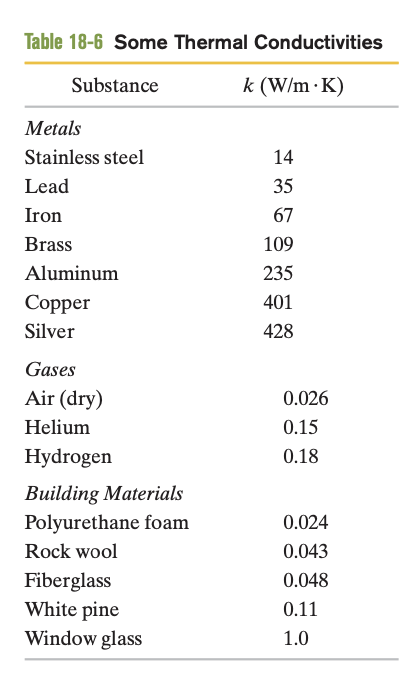 Table 18-6 Some Thermal Conductivities
Substance k (W/m · K)
Metals
Stainless steel 14
Lead 35
Iron 67
Brass 109
Aluminum 235
Copper 401
Silver 428
Gases
Air (dry) 0.026
Helium 0.15
Hydrogen 0.18
Building Materials
Polyurethane foam 0.024
Rock wool 0.043
Fiberglass 0.048
White pine 0.11
Window glass 1.0